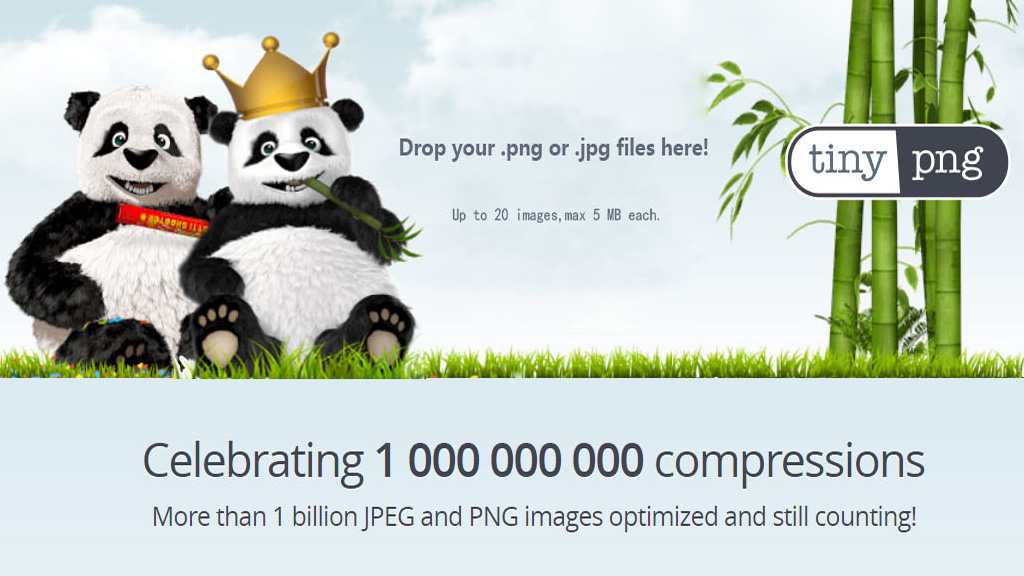 Drop your .png or .jpg files here!
tiny png
Up to 20 images,max 5 MB each.
Celebrating 1 000 000 000 compressions
More than 1 billion JPEG and PNG images optimized and still counting!